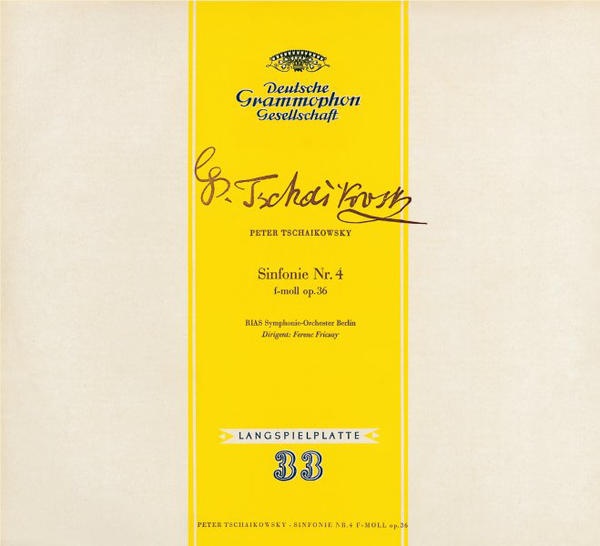 Deutsche
Grammophon
Gesellschaft
P. Tschaikovsky
PETER TSCHAIKOWSKY
Sinfonie Nr. 4
f-moll op. 36
RIAS Symphonie-Orchester Berlin
Dirigent: Ferenc Fricsay
LANGSPIELPLATTE
33
PETER TSCHAIKOWSKY - SINFONIE NR. 4 F-MOLL op. 36